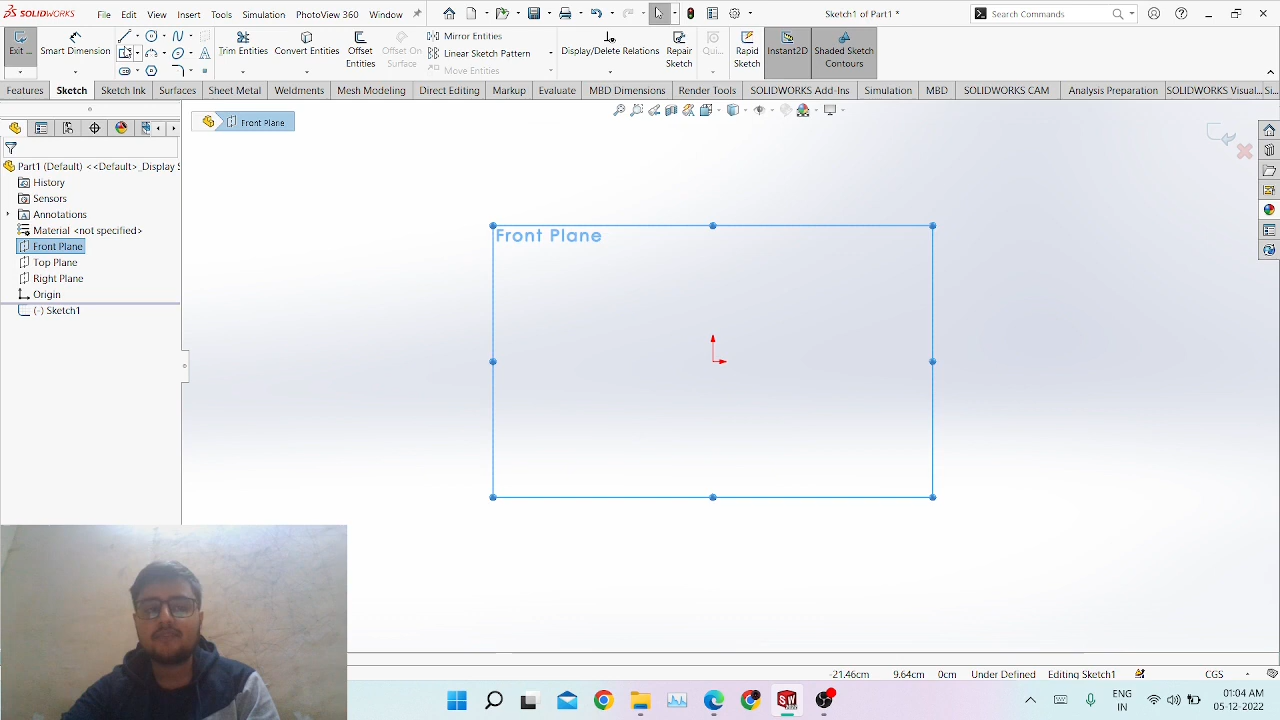 SOLIDWORKS File Edit View Insert Tools Simulation PhotoView 360 Window Sketch1 of Part1 * Search Commands
Exit ... Smart Dimension Trim Entities Convert Entities Offset Entities Offset On Surface Mirror Entities Linear Sketch Pattern Move Entities Display/Delete Relations Repair Sketch Qui... Rapid Sketch Instant2D Shaded Sketch Contours
Features Sketch Sketch Ink Surfaces Sheet Metal Weldments Mesh Modeling Direct Editing Markup Evaluate MBD Dimensions Render Tools SOLIDWORKS Add-Ins Simulation MBD SOLIDWORKS CAM Analysis Preparation SOLIDWORKS Visual... Si...
Front Plane
Part1 (Default) <<Default>_Display S
History
Sensors
Annotations
Material <not specified>
Front Plane
Top Plane
Right Plane
Origin
(-) Sketch1
Front Plane
-21.46cm 9.64cm 0cm Under Defined Editing Sketch1 CGS
ENG
IN
11:04 AM
05-12-2022